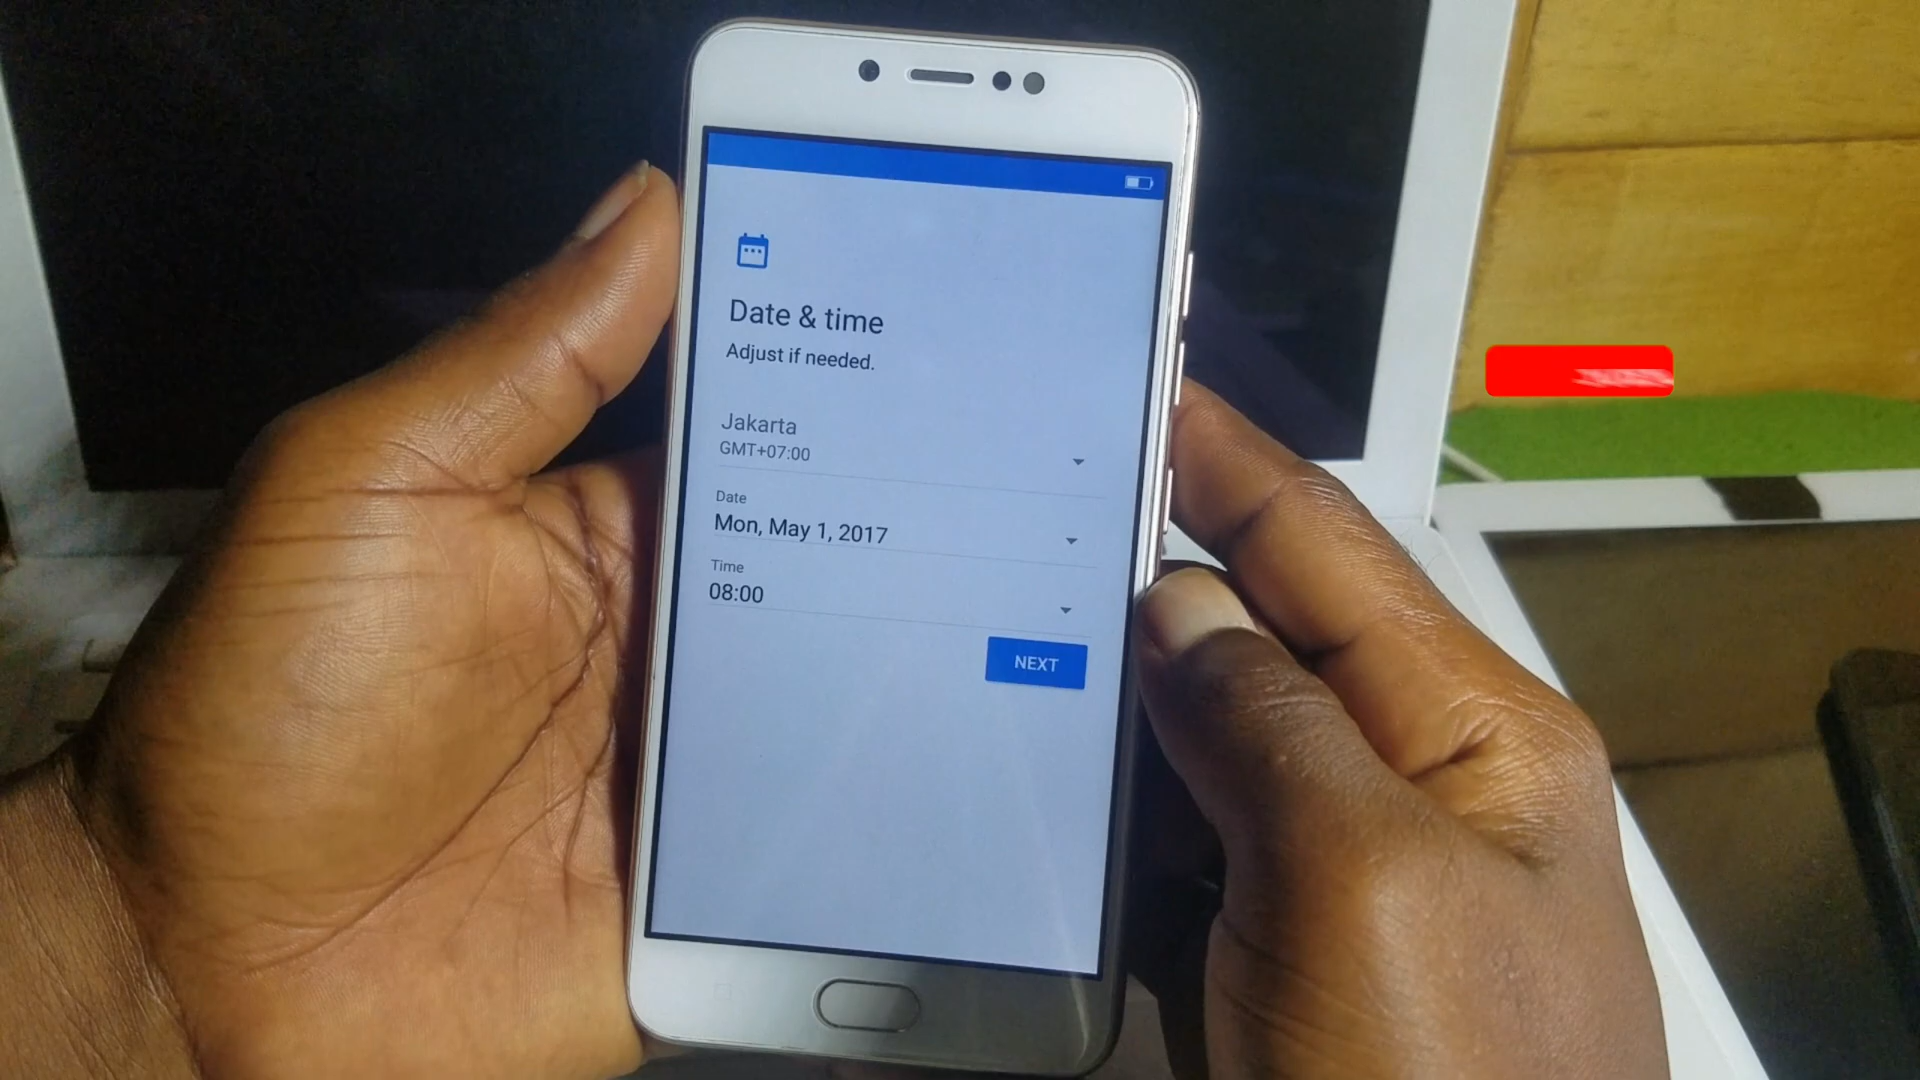 Date & time
Adjust if needed.
Jakarta
GMT+07:00
Date
Mon, May 1, 2017
Time
08:00
NEXT